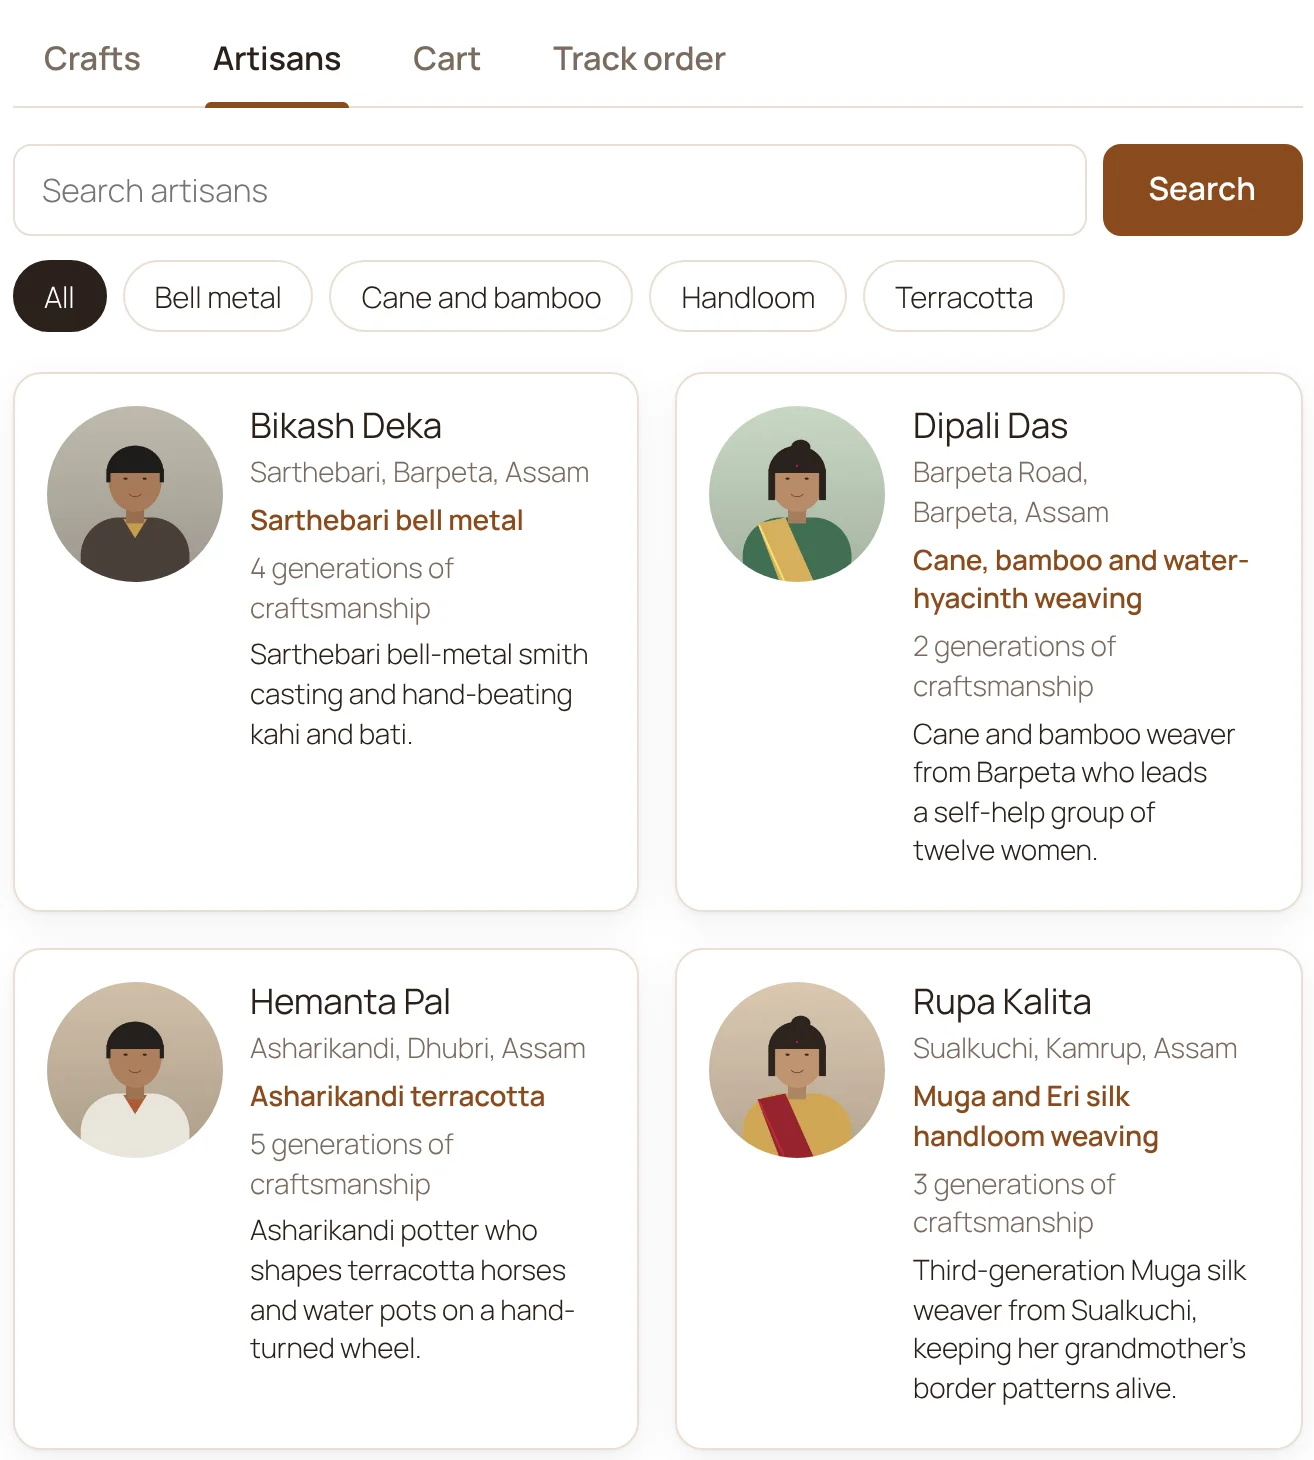 Crafts Artisans Cart Track order
Search artisans Search
All Bell metal Cane and bamboo Handloom Terracotta
Bikash Deka
Sarthebari, Barpeta, Assam
Sarthebari bell metal
4 generations of
craftsmanship
Sarthebari bell-metal smith
casting and hand-beating
kahi and bati.
Dipali Das
Barpeta Road,
Barpeta, Assam
Cane, bamboo and water-
hyacinth weaving
2 generations of
craftsmanship
Cane and bamboo weaver
from Barpeta who leads
a self-help group of
twelve women.
Hemanta Pal
Asharikandi, Dhubri, Assam
Asharikandi terracotta
5 generations of
craftsmanship
Asharikandi potter who
shapes terracotta horses
and water pots on a hand-
turned wheel.
Rupa Kalita
Sualkuchi, Kamrup, Assam
Muga and Eri silk
handloom weaving
3 generations of
craftsmanship
Third-generation Muga silk
weaver from Sualkuchi,
keeping her grandmother’s
border patterns alive.